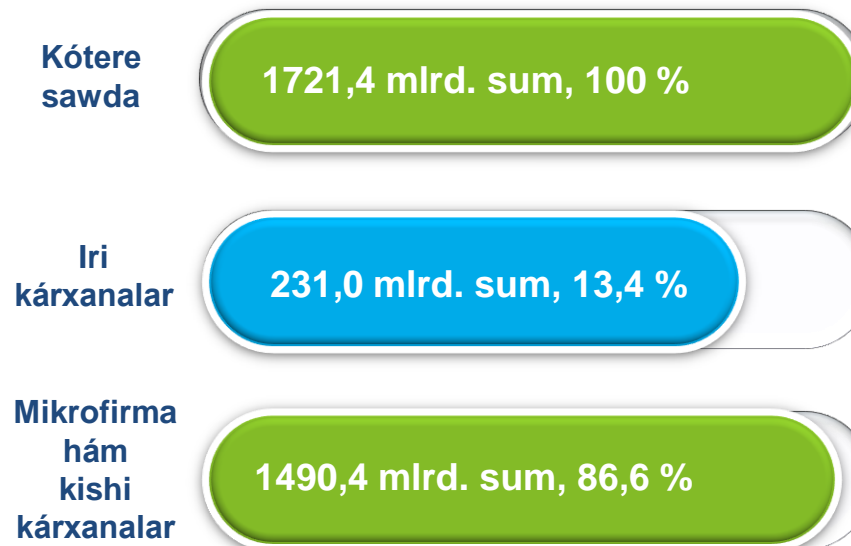 Kótere
sawda
1721,4 mlrd. sum, 100 %
Iri
kárxanalar
231,0 mlrd. sum, 13,4 %
Mikrofirma
hám
kishi
kárxanalar
1490,4 mlrd. sum, 86,6 %